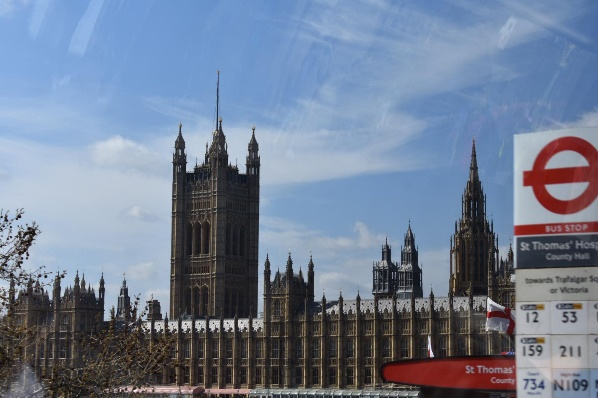 BUS STOP
St Thomas' Hosp
County Hall
towards Trafalgar Sq
or Victoria
12 53
159 211
734 N109
St Thomas'
County